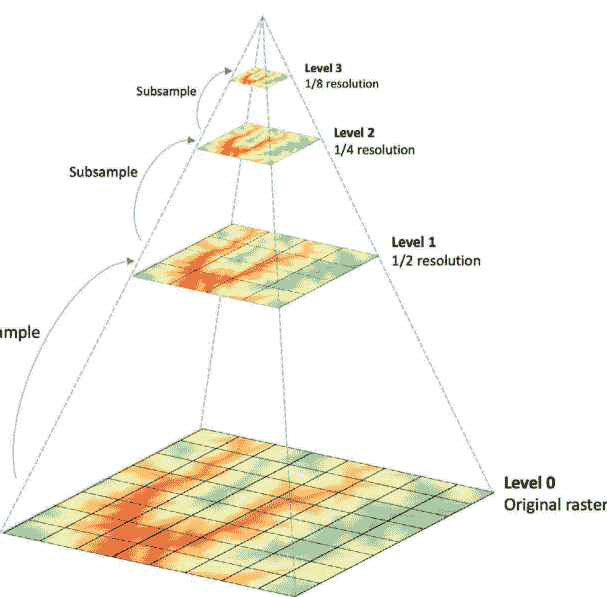 Level 3
1/8 resolution
Subsample
Level 2
1/4 resolution
Subsample
Level 1
1/2 resolution
ample
Level 0
Original raster